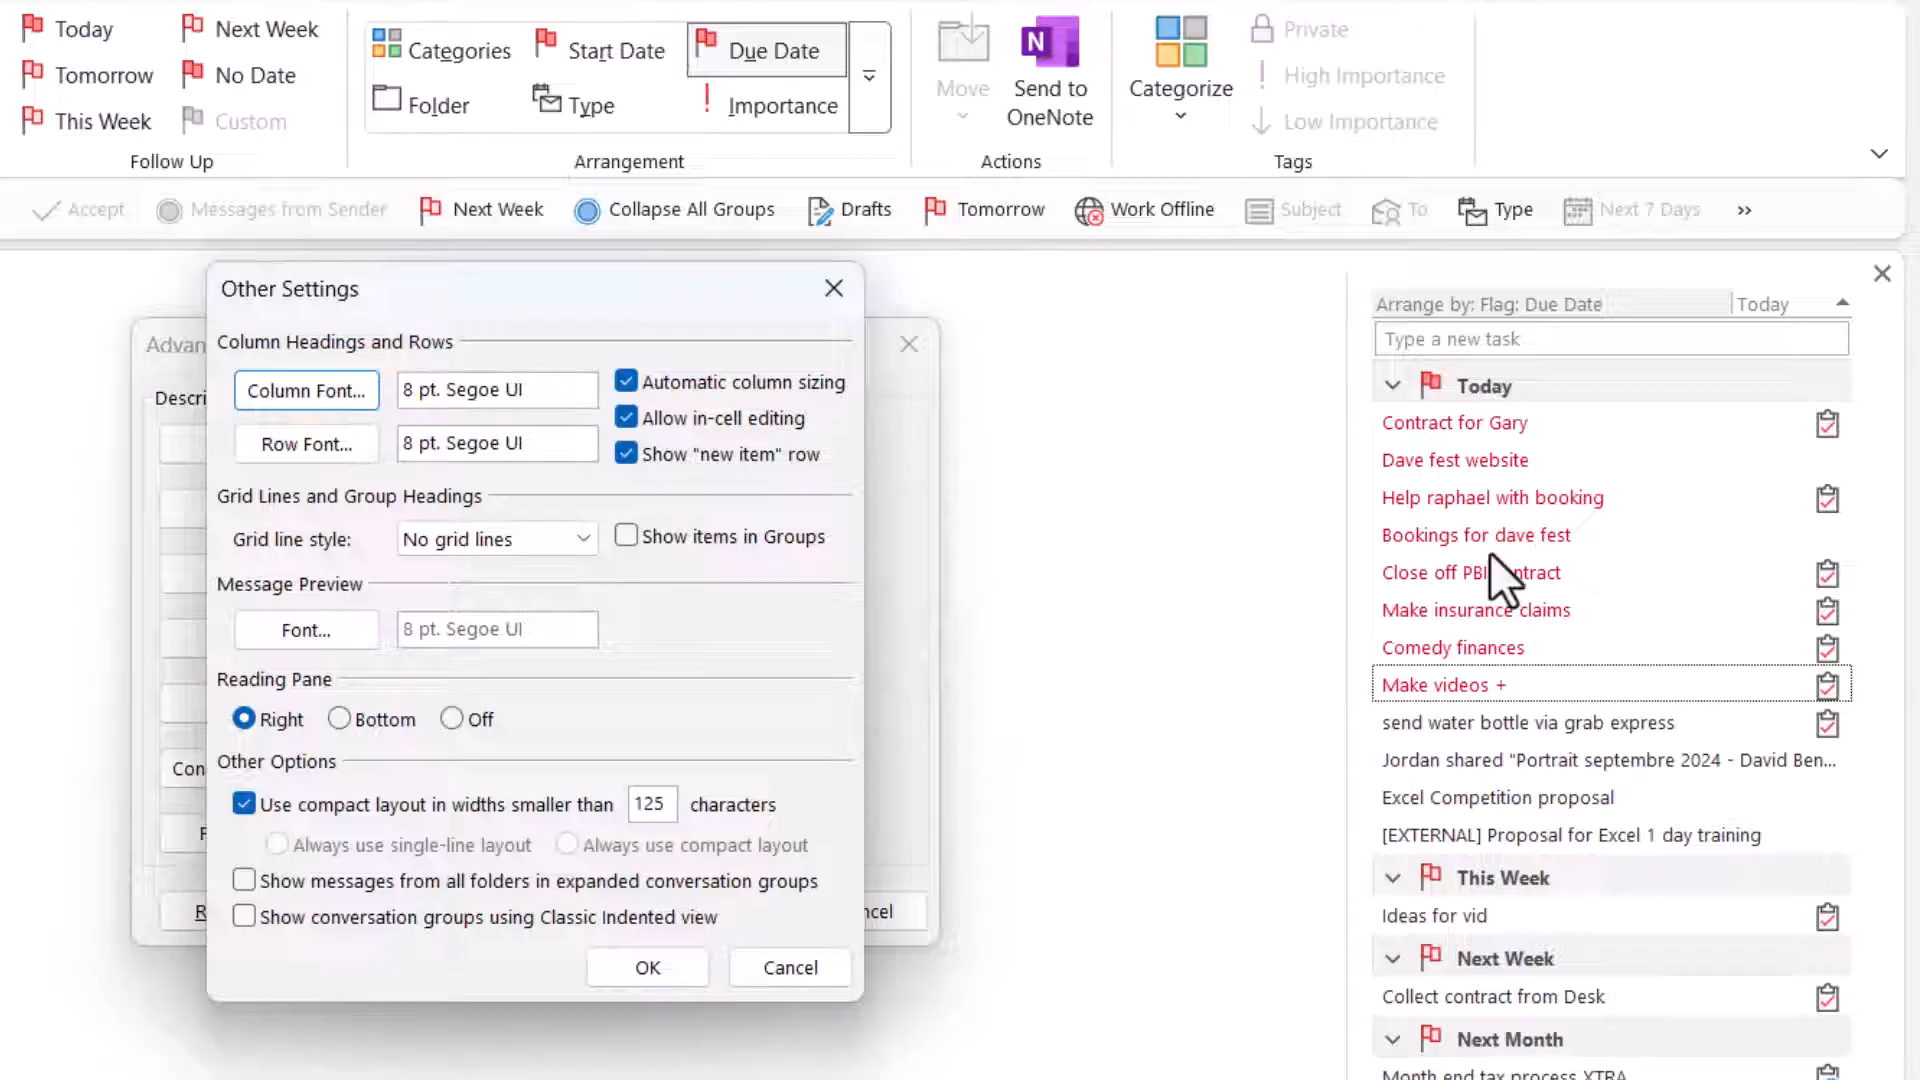 Today
Next Week
Tomorrow
No Date
This Week
Custom
Follow Up
Categories
Start Date
Due Date
Folder
Type
Importance
Arrangement
Move
Send to
OneNote
Actions
Categorize
Private
High Importance
Low Importance
Tags
Accept
Messages from Sender
Next Week
Collapse All Groups
Drafts
Tomorrow
Work Offline
Subject
To
Type
Next 7 Days
»
Advan
Descri
Con
F
R
ncel
Other Settings
Column Headings and Rows
Column Font...
8 pt. Segoe UI
Automatic column sizing
Allow in-cell editing
Row Font...
8 pt. Segoe UI
Show "new item" row
Grid Lines and Group Headings
Grid line style:
No grid lines
Show items in Groups
Message Preview
Font...
8 pt. Segoe UI
Reading Pane
Right
Bottom
Off
Other Options
Use compact layout in widths smaller than 125 characters
Always use single-line layout
Always use compact layout
Show messages from all folders in expanded conversation groups
Show conversation groups using Classic Indented view
OK
Cancel
Arrange by: Flag: Due Date
Today
Type a new task
Today
Contract for Gary
Dave fest website
Help raphael with booking
Bookings for dave fest
Close off PBI ntract
Make insurance claims
Comedy finances
Make videos +
send water bottle via grab express
Jordan shared "Portrait septembre 2024 - David Ben...
Excel Competition proposal
[EXTERNAL] Proposal for Excel 1 day training
This Week
Ideas for vid
Next Week
Collect contract from Desk
Next Month
Month end tax process XTRA